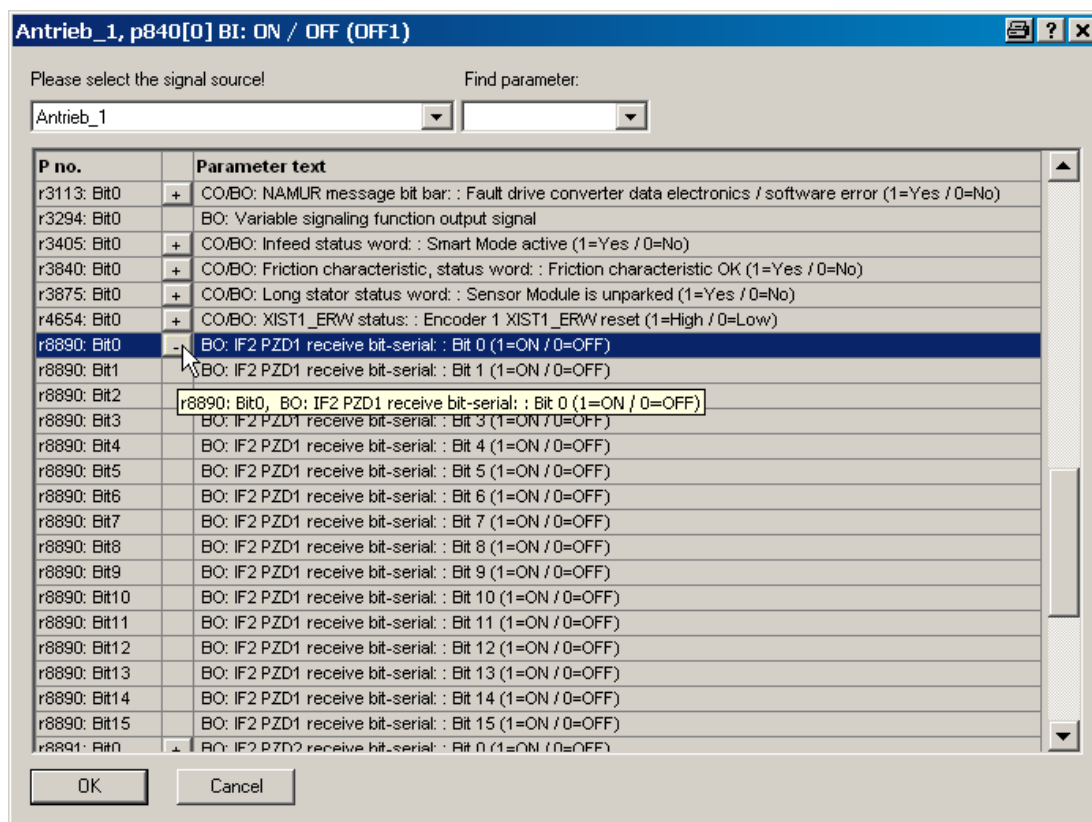 Antrieb_1, p840[0] BI: ON / OFF (OFF1)
Please select the signal source! Find parameter:
Antrieb_1
P no. Parameter text
r3113: Bit0 + CO/BO: NAMUR message bit bar: : Fault drive converter data electronics / software error (1=Yes / 0=No)
r3294: Bit0 BO: Variable signaling function output signal
r3405: Bit0 + CO/BO: Infeed status word: : Smart Mode active (1=Yes / 0=No)
r3840: Bit0 + CO/BO: Friction characteristic, status word: : Friction characteristic OK (1=Yes / 0=No)
r3875: Bit0 + CO/BO: Long stator status word: : Sensor Module is unparked (1=Yes / 0=No)
r4654: Bit0 + CO/BO: XIST1_ERW status: : Encoder 1 XIST1_ERW reset (1=High / 0=Low)
r8890: Bit0 - BO: IF2 PZD1 receive bit-serial: : Bit 0 (1=ON / 0=OFF)
r8890: Bit1 BO: IF2 PZD1 receive bit-serial: : Bit 1 (1=ON / 0=OFF)
r8890: Bit2 r8890: Bit0, BO: IF2 PZD1 receive bit-serial: : Bit 0 (1=ON / 0=OFF)
r8890: Bit3 BO: IF2 PZD1 receive bit-serial: : Bit 3 (1=ON / 0=OFF)
r8890: Bit4 BO: IF2 PZD1 receive bit-serial: : Bit 4 (1=ON / 0=OFF)
r8890: Bit5 BO: IF2 PZD1 receive bit-serial: : Bit 5 (1=ON / 0=OFF)
r8890: Bit6 BO: IF2 PZD1 receive bit-serial: : Bit 6 (1=ON / 0=OFF)
r8890: Bit7 BO: IF2 PZD1 receive bit-serial: : Bit 7 (1=ON / 0=OFF)
r8890: Bit8 BO: IF2 PZD1 receive bit-serial: : Bit 8 (1=ON / 0=OFF)
r8890: Bit9 BO: IF2 PZD1 receive bit-serial: : Bit 9 (1=ON / 0=OFF)
r8890: Bit10 BO: IF2 PZD1 receive bit-serial: : Bit 10 (1=ON / 0=OFF)
r8890: Bit11 BO: IF2 PZD1 receive bit-serial: : Bit 11 (1=ON / 0=OFF)
r8890: Bit12 BO: IF2 PZD1 receive bit-serial: : Bit 12 (1=ON / 0=OFF)
r8890: Bit13 BO: IF2 PZD1 receive bit-serial: : Bit 13 (1=ON / 0=OFF)
r8890: Bit14 BO: IF2 PZD1 receive bit-serial: : Bit 14 (1=ON / 0=OFF)
r8890: Bit15 BO: IF2 PZD1 receive bit-serial: : Bit 15 (1=ON / 0=OFF)
r8891: Bit0 + BO: IF2 PZD2 receive bit-serial: : Bit 0 (1=ON / 0=OFF)
OK Cancel